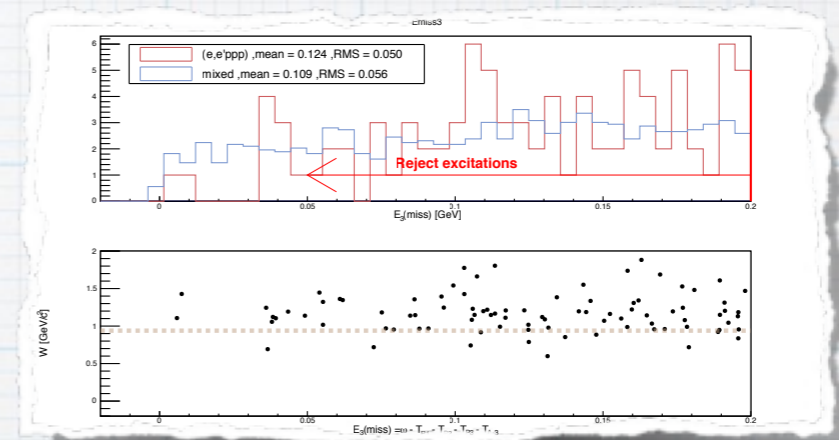 Emiss3
6
5
4
3
2
1
0
(e,e'ppp) ,mean = 0.124 ,RMS = 0.050
mixed ,mean = 0.109 ,RMS = 0.056
Reject excitations
0 0.05 0.1 0.15 0.2
E3(miss) [GeV]
2
1.5
1
0.5
0
W [GeV/c²]
0 0.05 0.1 0.15 0.2
E3(miss) =ω -